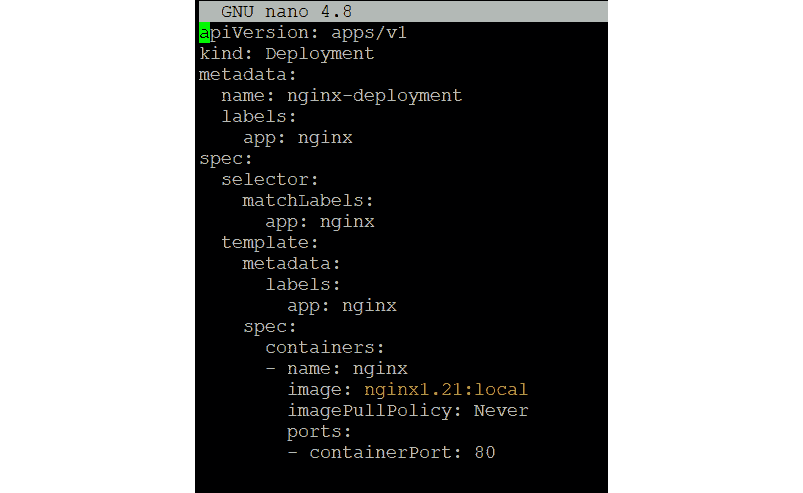 GNU nano 4.8
apiVersion: apps/v1
kind: Deployment
metadata:
  name: nginx-deployment
  labels:
    app: nginx
spec:
  selector:
    matchLabels:
      app: nginx
  template:
    metadata:
      labels:
        app: nginx
    spec:
      containers:
      - name: nginx
        image: nginx1.21:local
        imagePullPolicy: Never
        ports:
        - containerPort: 80